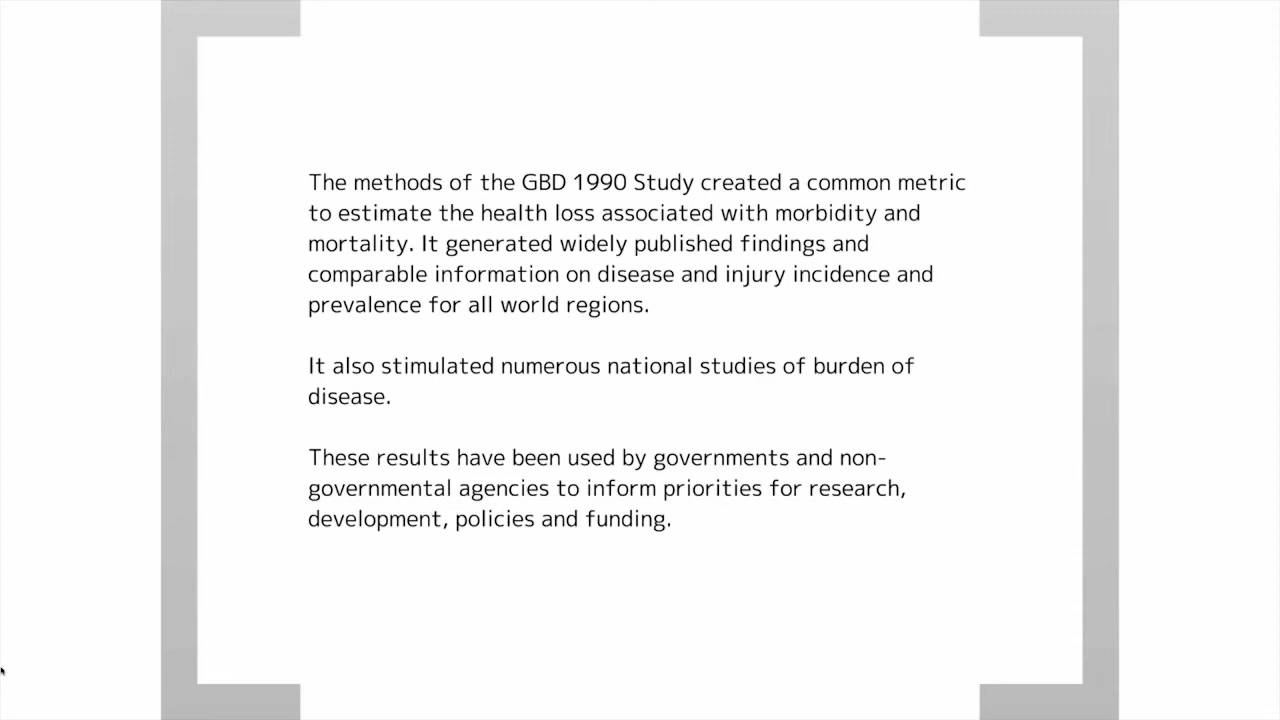 The methods of the GBD 1990 Study created a common metric
to estimate the health loss associated with morbidity and
mortality. It generated widely published findings and
comparable information on disease and injury incidence and
prevalence for all world regions.
It also stimulated numerous national studies of burden of
disease.
These results have been used by governments and non-
governmental agencies to inform priorities for research,
development, policies and funding.